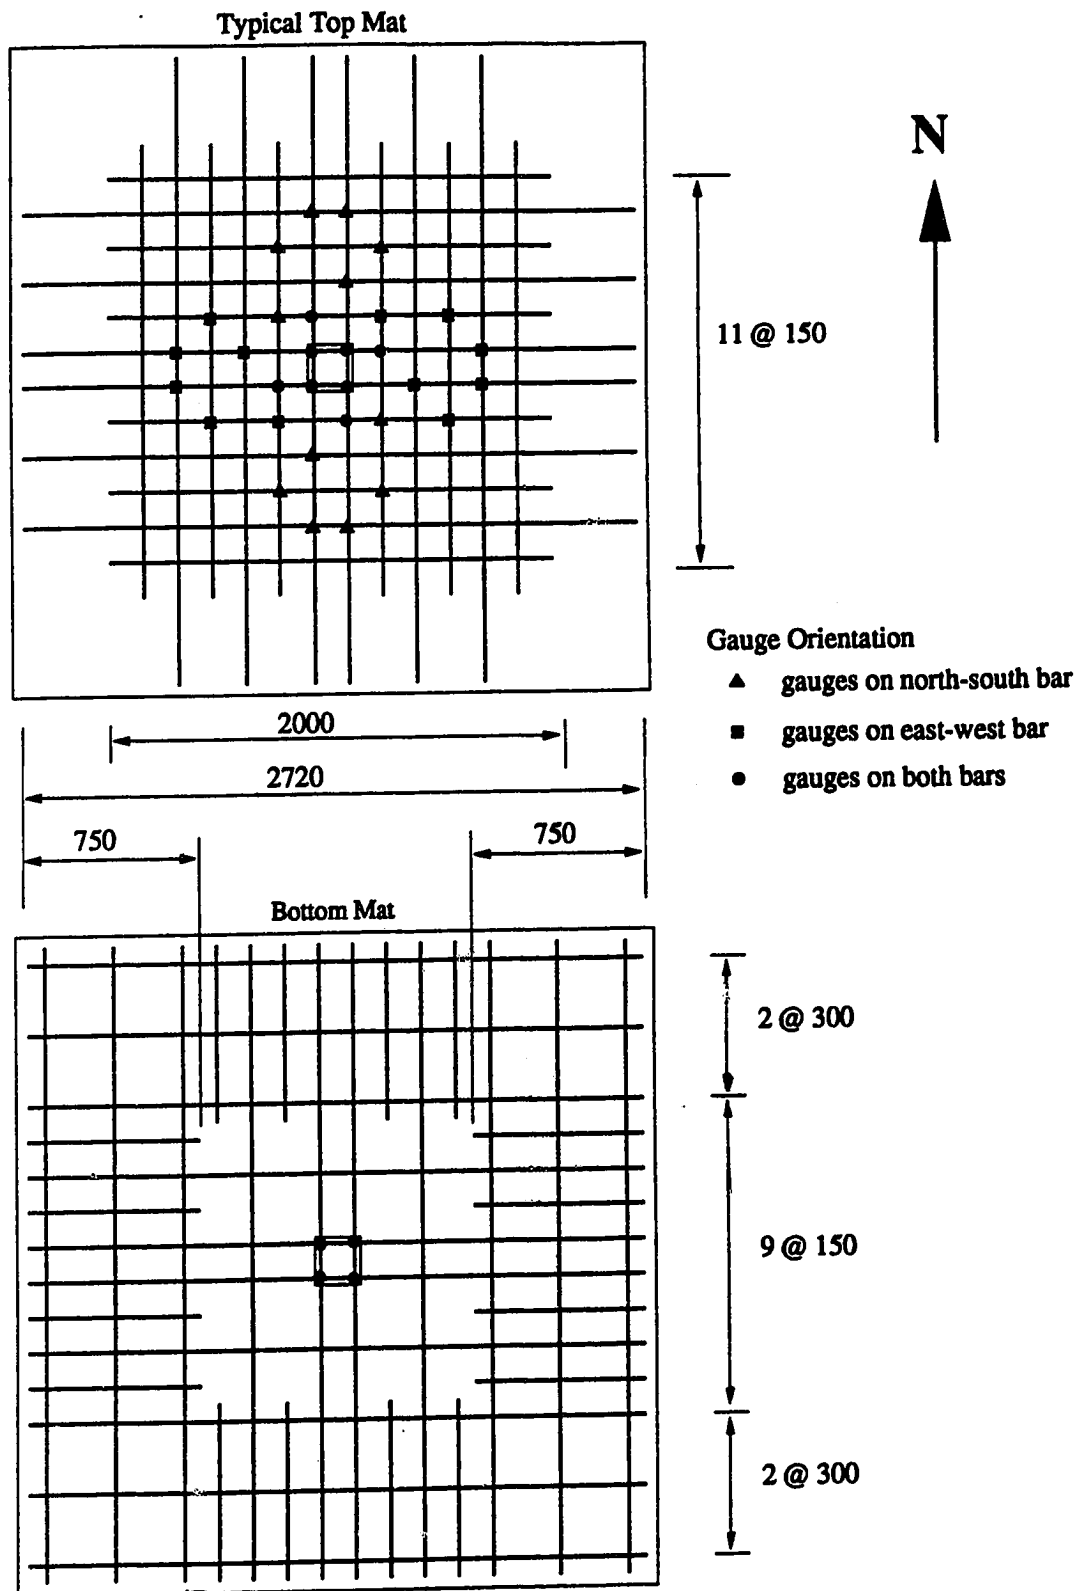 Typical Top Mat
N
11 @ 150
Gauge Orientation
gauges on north-south bar
gauges on east-west bar
gauges on both bars
2000
2720
750
750
Bottom Mat
2 @ 300
9 @ 150
2 @ 300